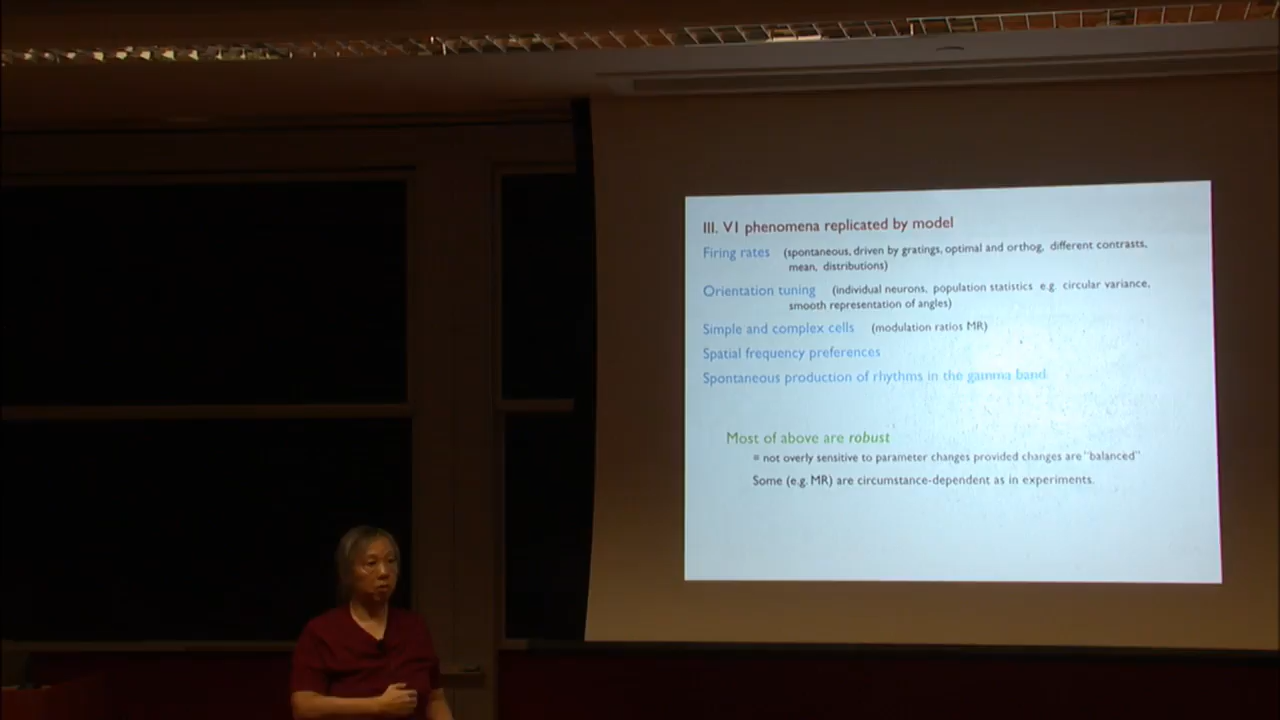 III. V1 phenomena replicated by model
Firing rates (spontaneous, driven by gratings, optimal and orthog, different contrasts,
mean, distributions)
Orientation tuning (individual neurons, population statistics e.g. circular variance,
smooth representation of angles)
Simple and complex cells (modulation ratios MR)
Spatial frequency preferences
Spontaneous production of rhythms in the gamma band
Most of above are robust
= not overly sensitive to parameter changes provided changes are "balanced"
Some (e.g. MR) are circumstance-dependent as in experiments.